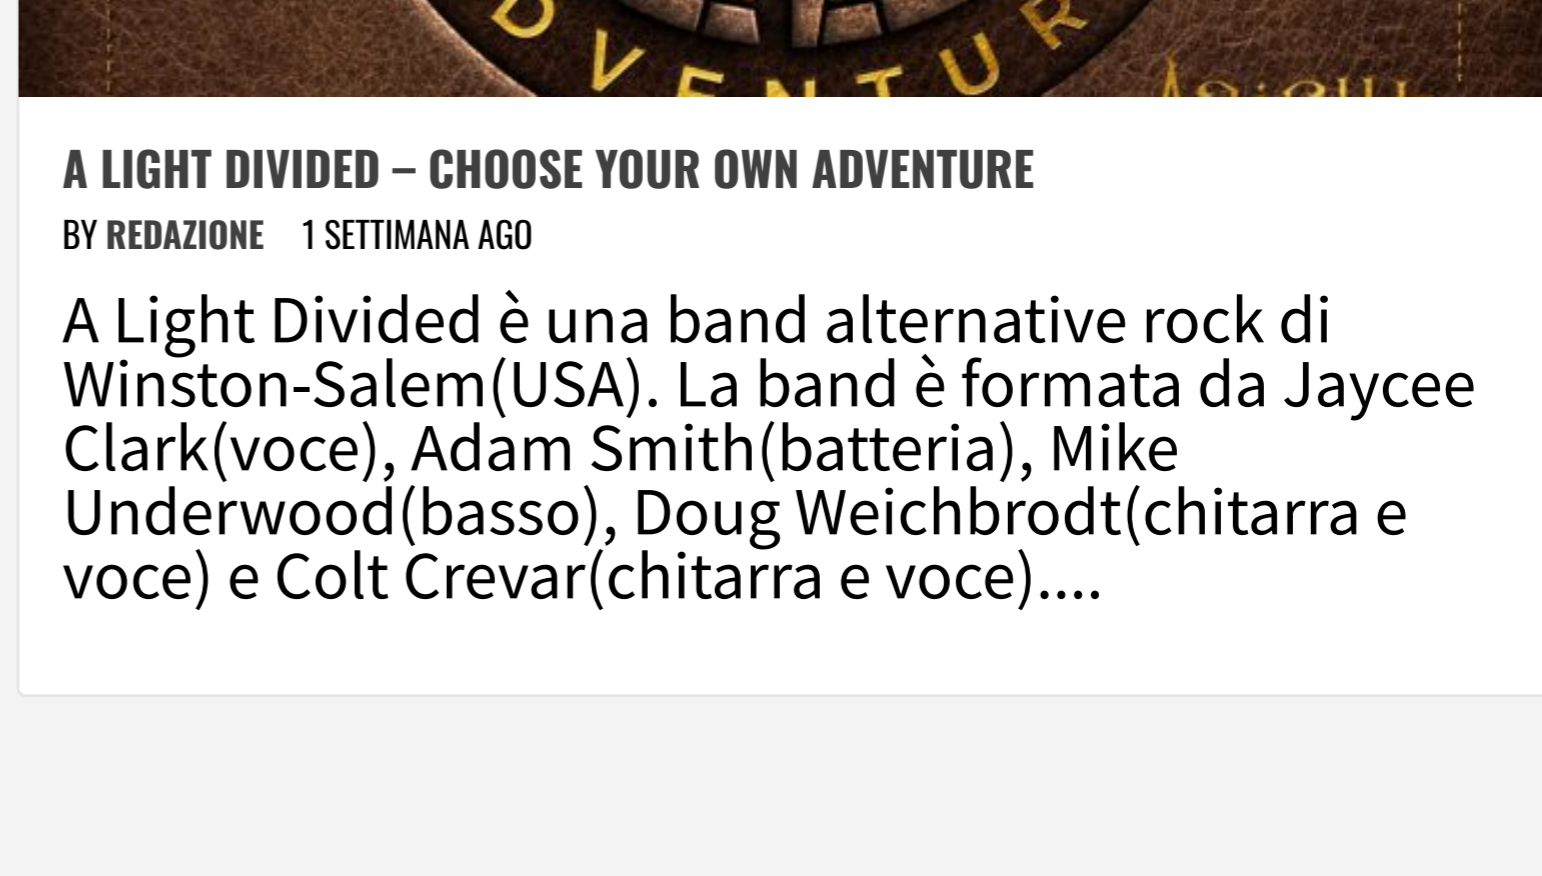 DVENTUR
A LIGHT DIVIDED – CHOOSE YOUR OWN ADVENTURE
BY REDAZIONE 1 SETTIMANA AGO
A Light Divided è una band alternative rock di
Winston-Salem(USA). La band è formata da Jaycee
Clark(voce), Adam Smith(batteria), Mike
Underwood(basso), Doug Weichbrodt(chitarra e
voce) e Colt Crevar(chitarra e voce)....